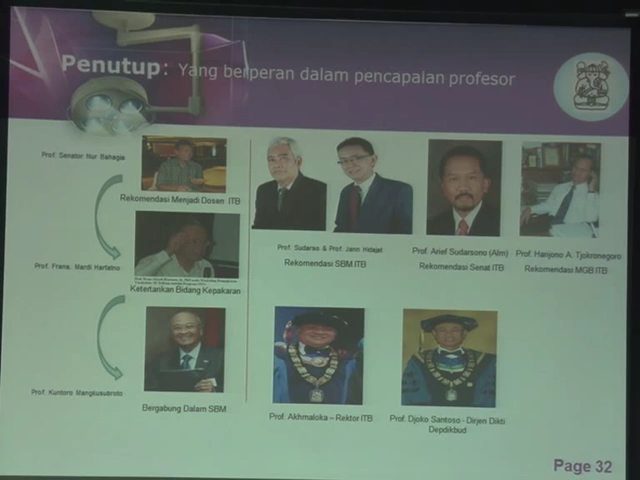 Penutup: Yang berperan dalam pencapaian profesor
Prof. Senator Nur Bahagia
Rekomendasi Menjadi Dosen ITB
Prof. Frans. Mardi Hartatno
Ketertarikan Bidang Kepakaran
Prof. Kuntoro Mangkusubroto
Bergabung Dalam SBM
Prof. Sudarso & Prof. Jann Hidajat
Rekomendasi SBM ITB
Prof. Arief Sudarsono (Alm)
Rekomendasi Senat ITB
Prof. Harijono A. Tjokronegoro
Rekomendasi MGB ITB
Prof. Akhmaloka – Rektor ITB
Prof. Djoko Santoso - Dirjen Dikti
Depdikbud
Page 32